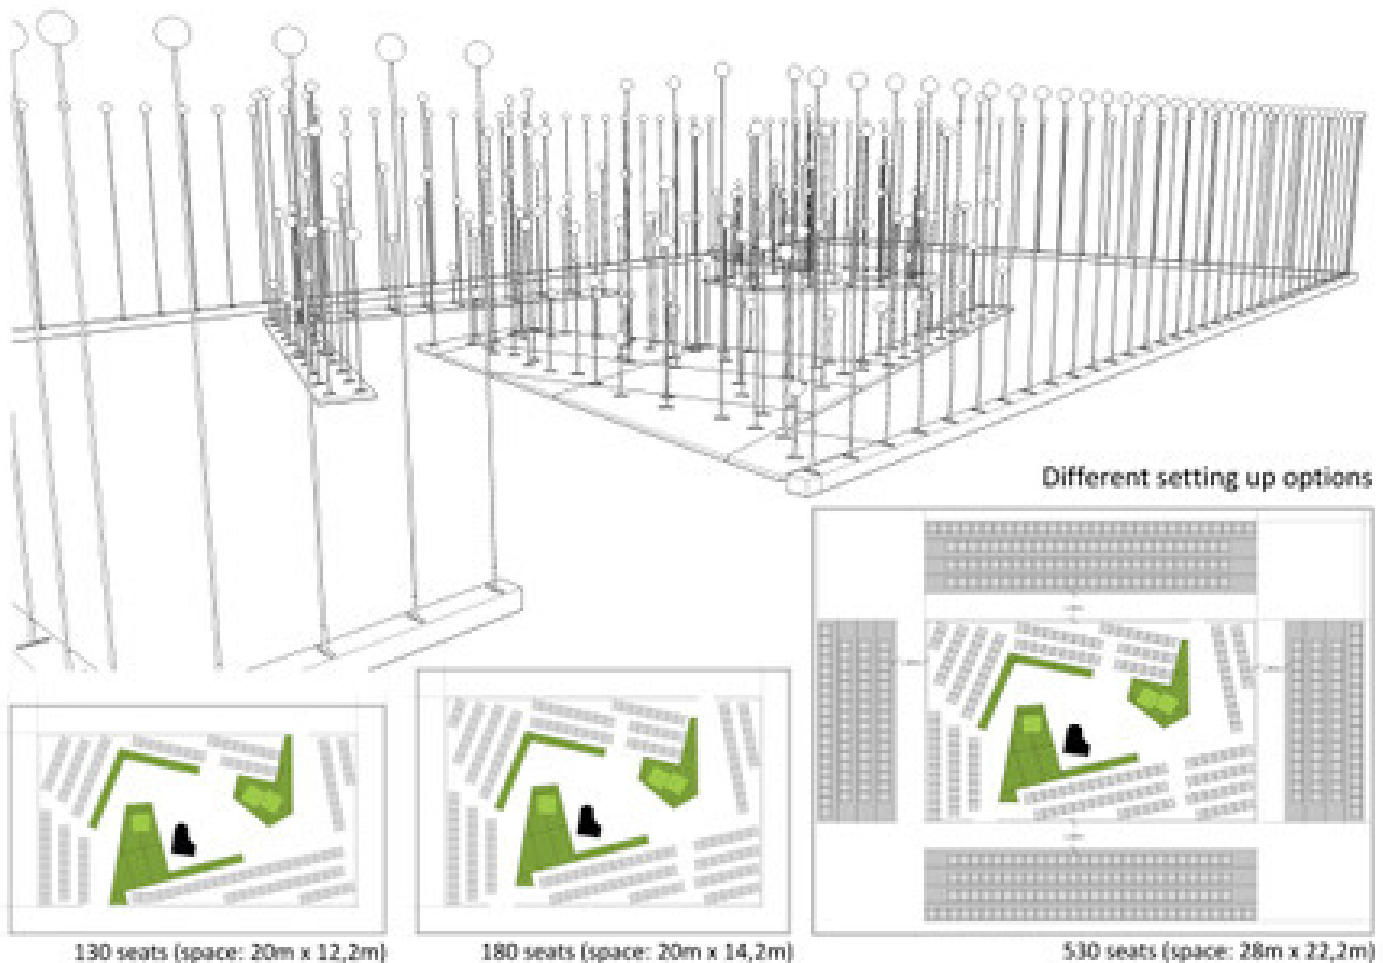 Different setting up options
130 seats (space: 20m x 12,2m)
180 seats (space: 20m x 14,2m)
530 seats (space: 28m x 22,2m)